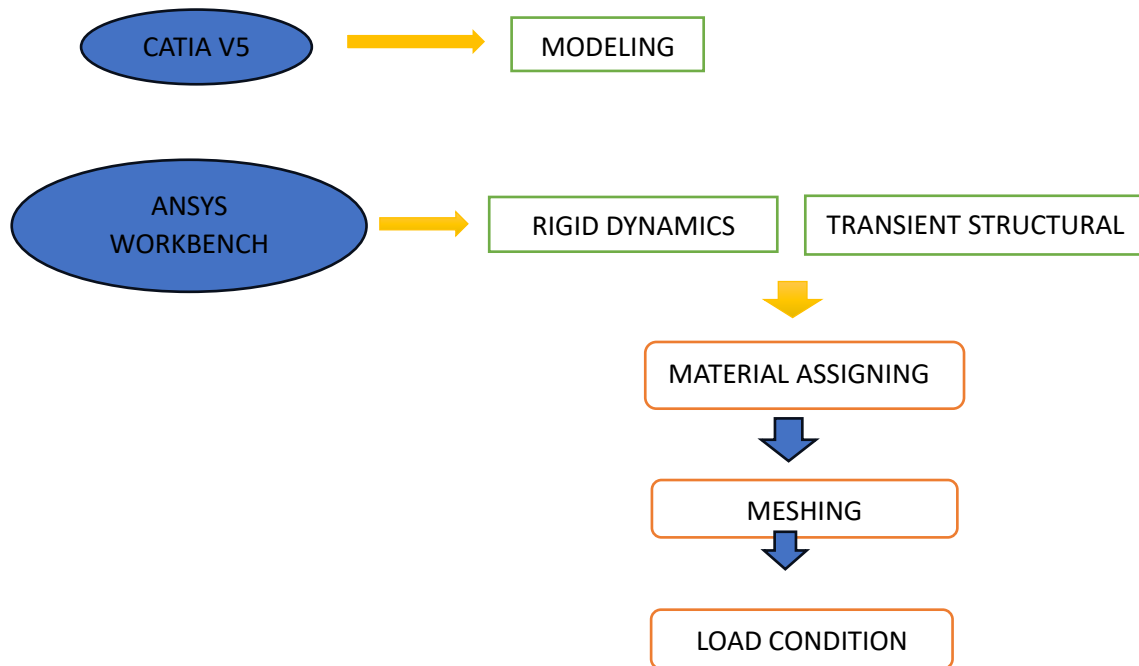 CATIA V5
MODELING
ANSYS
WORKBENCH
RIGID DYNAMICS
TRANSIENT STRUCTURAL
MATERIAL ASSIGNING
MESHING
LOAD CONDITION